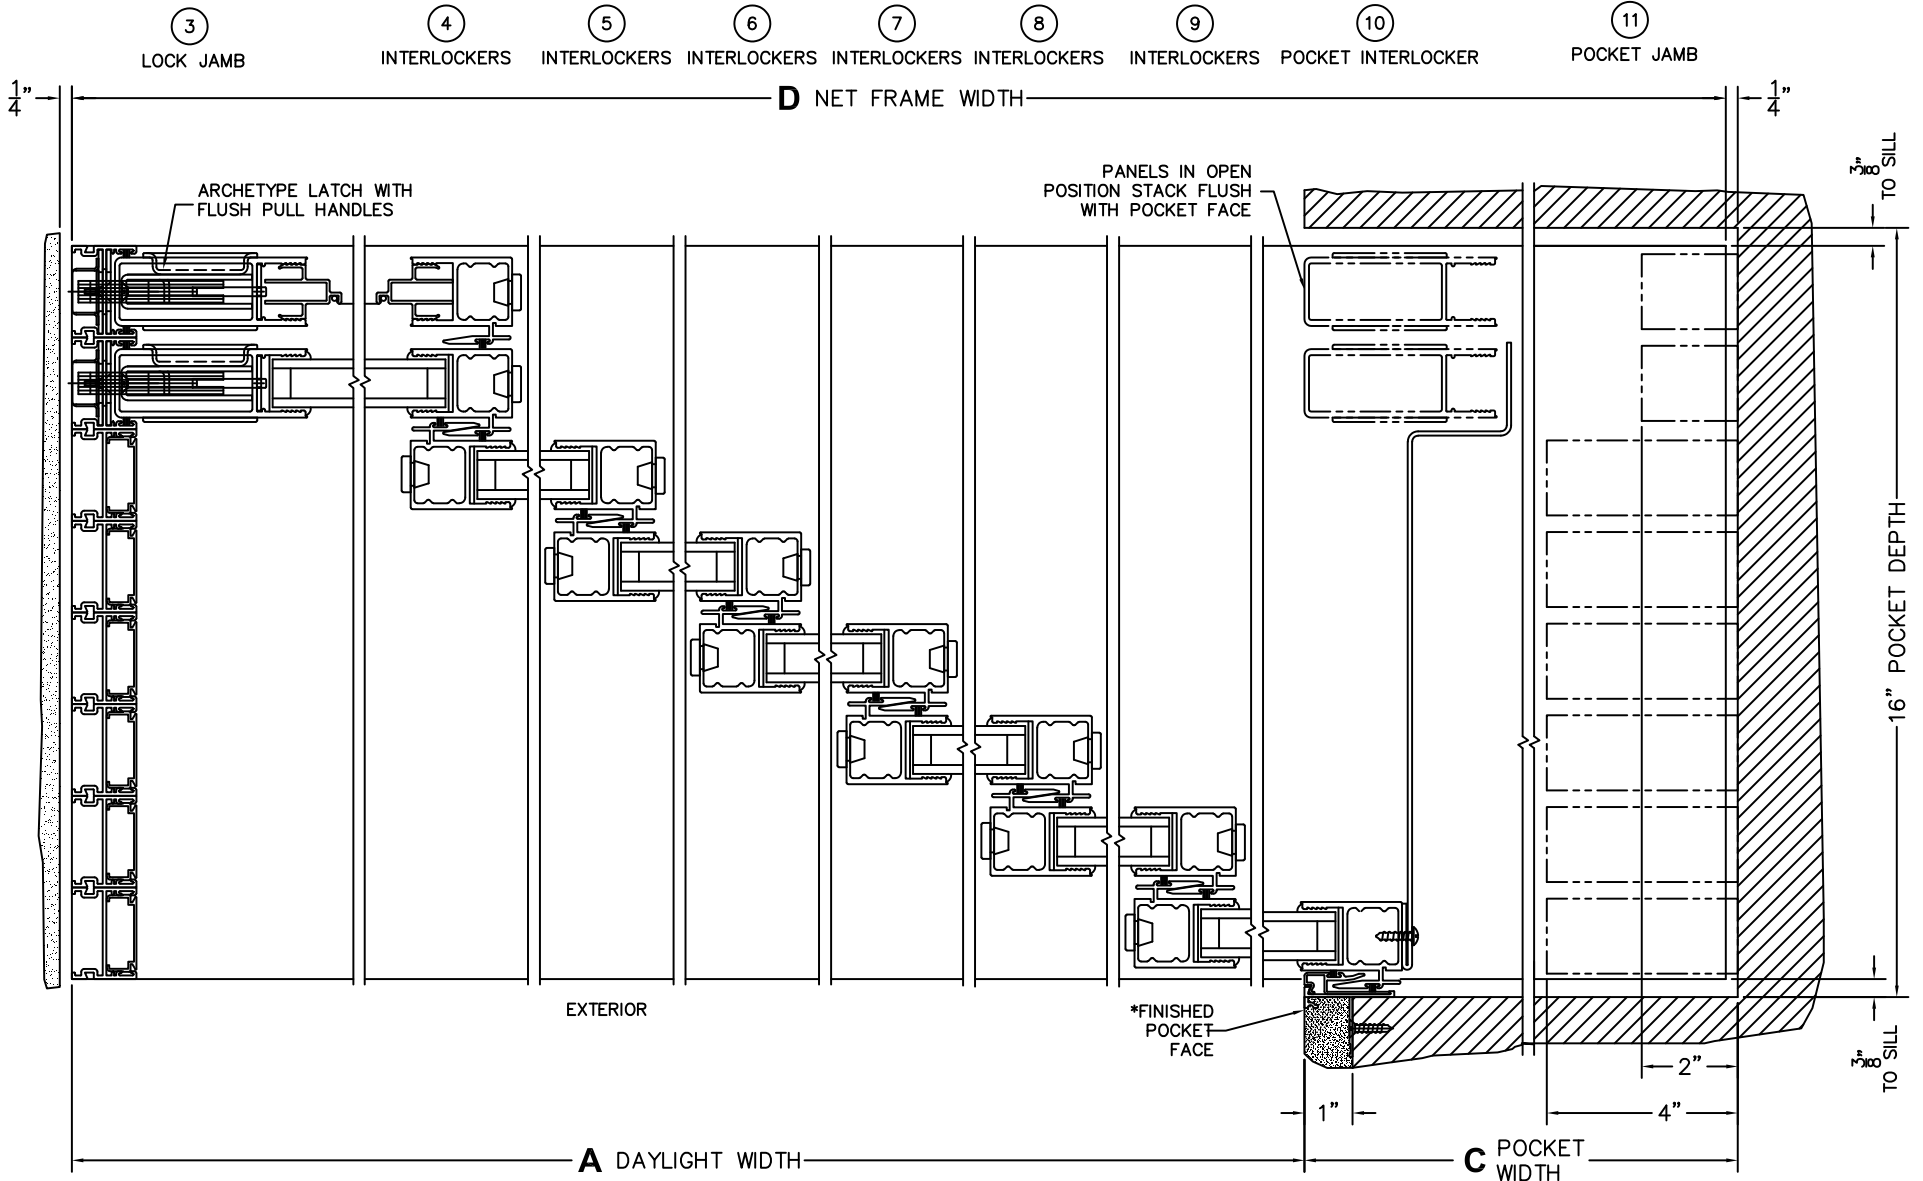 3
LOCK JAMB
4
INTERLOCKERS
5
INTERLOCKERS
6
INTERLOCKERS
7
INTERLOCKERS
8
INTERLOCKERS
9
INTERLOCKERS
10
POCKET INTERLOCKER
11
POCKET JAMB
1/4"
D NET FRAME WIDTH
1/4"
ARCHETYPE LATCH WITH
FLUSH PULL HANDLES
PANELS IN OPEN
POSITION STACK FLUSH
WITH POCKET FACE
3/8"
TO SILL
16" POCKET DEPTH
EXTERIOR
*FINISHED
POCKET
FACE
3/8"
TO SILL
2"
1"
4"
A DAYLIGHT WIDTH
C POCKET
WIDTH